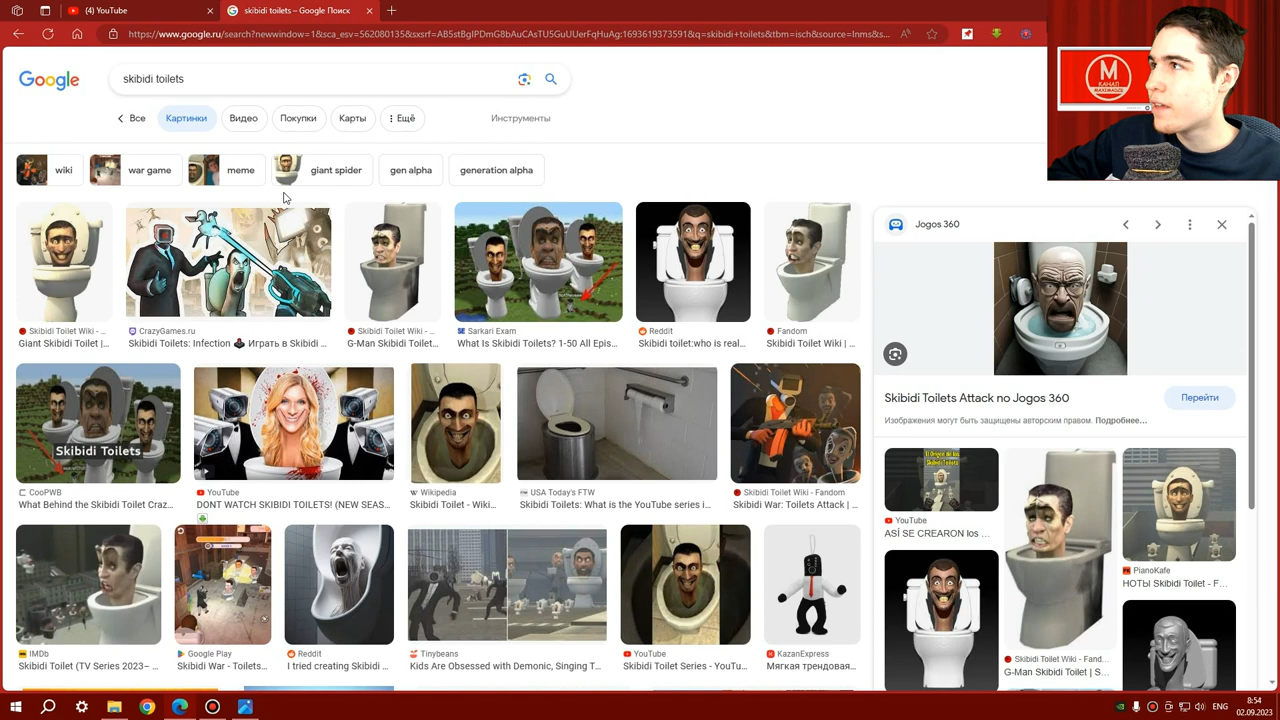 (4) YouTube
skibidi toilets – Google Поиск
https://www.google.ru/search?newwindow=1&sca_esv=562080135&sxsrf=AB5stBgIPDmG8bAuCAsTU5GuUUerFqHuAg:1693619373591&q=skibidi+toilets&tbm=isch&source=lnms&s...
М
КАНАЛ
Google
skibidi toilets
Все
Картинки
Видео
Покупки
Карты
Ещё
Инструменты
wiki
war game
meme
giant spider
gen alpha
generation alpha
Jogos 360
Skibidi Toilet Wiki - ...
Giant Skibidi Toilet |...
CrazyGames.ru
Skibidi Toilets: Infection Играть в Skibidi ...
Skibidi Toilet Wiki - ...
G-Man Skibidi Toilet...
Sarkari Exam
What Is Skibidi Toilets? 1-50 All Epis...
Reddit
Skibidi toilet:who is real...
Fandom
Skibidi Toilet Wiki | ...
Skibidi Toilets Attack no Jogos 360
Перейти
Изображения могут быть защищены авторским правом. Подробнее...
Skibidi Toilets
CooPWB
What Behind the Skibidi Toilet Craz...
YouTube
DONT WATCH SKIBIDI TOILETS! (NEW SEAS...
Wikipedia
Skibidi Toilet - Wiki...
USA Today's FTW
Skibidi Toilets: What is the YouTube series i...
Skibidi Toilet Wiki - Fandom
Skibidi War: Toilets Attack | ...
El Origen de los
Skibidi Toilets
YouTube
ASÍ SE CREARON los ...
PianoKafe
НОТЫ Skibidi Toilet - F...
IMDb
Skibidi Toilet (TV Series 2023– ...
Google Play
Skibidi War - Toilets...
Reddit
I tried creating Skibidi ...
Tinybeans
Kids Are Obsessed with Demonic, Singing T...
YouTube
Skibidi Toilet Series - YouTu...
KazanExpress
Мягкая трендовая...
Skibidi Toilet Wiki - Fand...
G-Man Skibidi Toilet | S...
ENG
8:54
02.09.2023